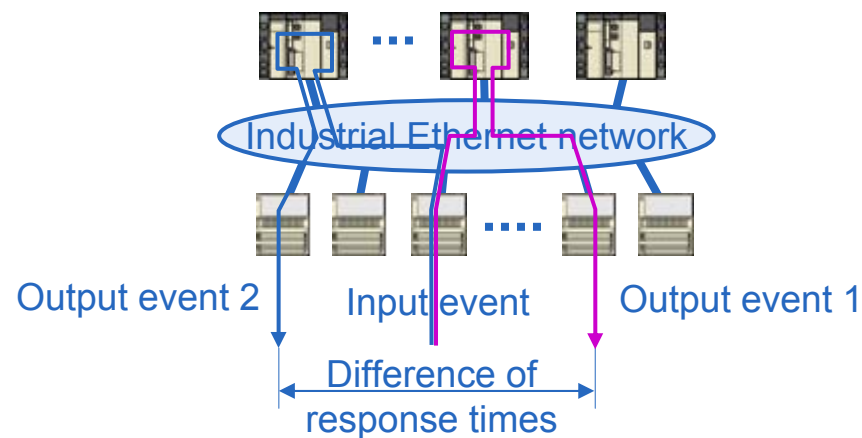 Industrial Ethernet network
Output event 2
Input event
Output event 1
Difference of
response times